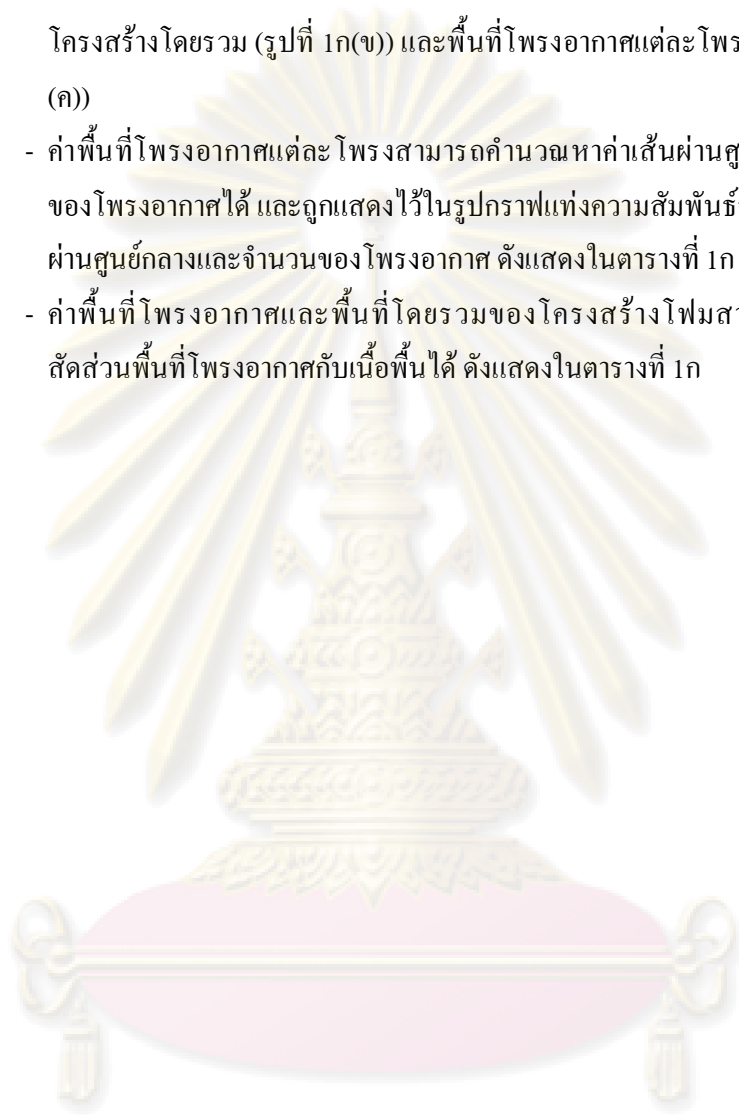 โครงสร้างโดยรวม (รูปที่ 1ก(ข)) และพื้นที่โพรงอากาศแต่ละโพร
(ค))
- ค่าพื้นที่โพรงอากาศแต่ละโพรงสามารถคำนวณหาค่าเส้นผ่านศู
ของโพรงอากาศได้ และถูกแสดงไว้ในรูปกราฟแท่งความสัมพันธ์
ผ่านศูนย์กลางและจำนวนของโพรงอากาศ ดังแสดงในตารางที่ 1ก
- ค่าพื้นที่โพรงอากาศและพื้นที่โดยรวมของโครงสร้างโฟมสา
สัดส่วนพื้นที่โพรงอากาศกับเนื้อพื้นได้ ดังแสดงในตารางที่ 1ก